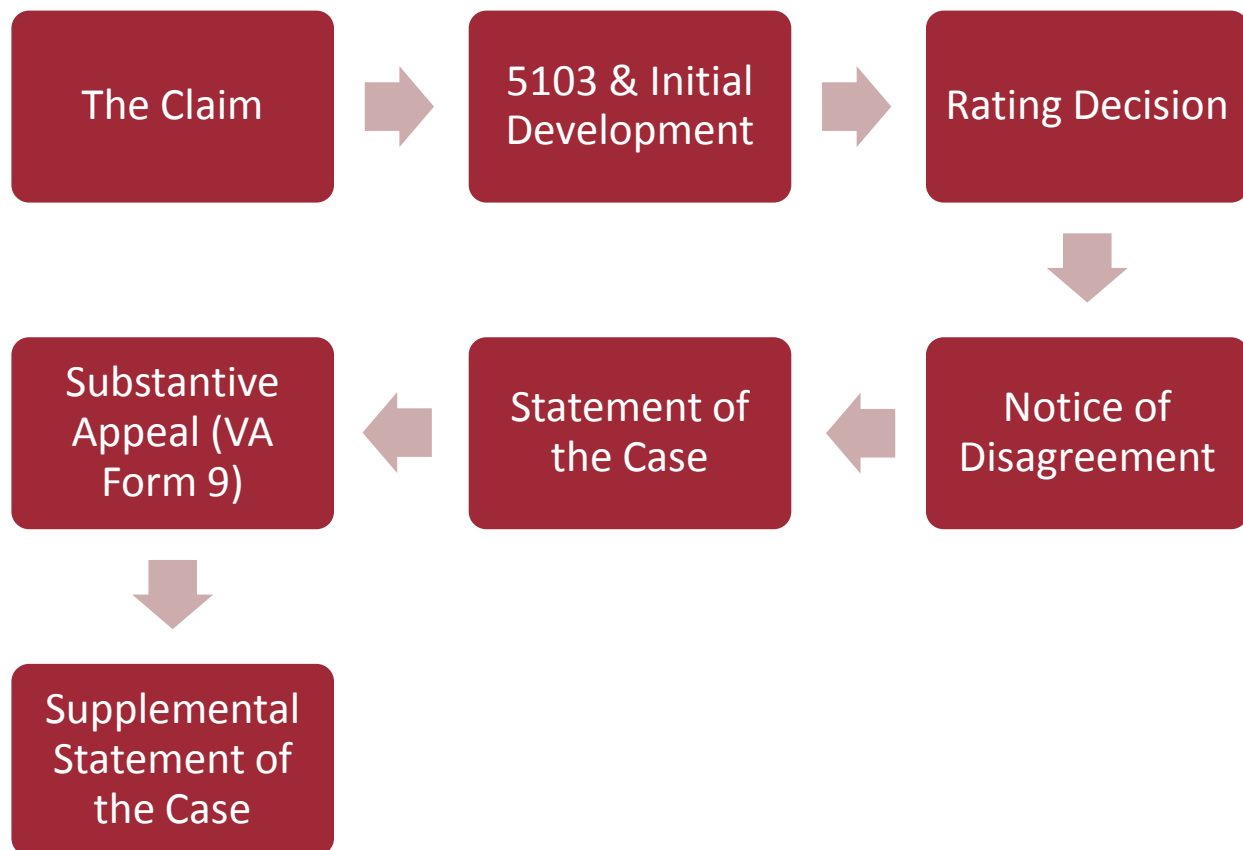 The Claim
5103 & Initial
Development
Rating Decision
Notice of
Disagreement
Statement of
the Case
Substantive
Appeal (VA
Form 9)
Supplemental
Statement of
the Case